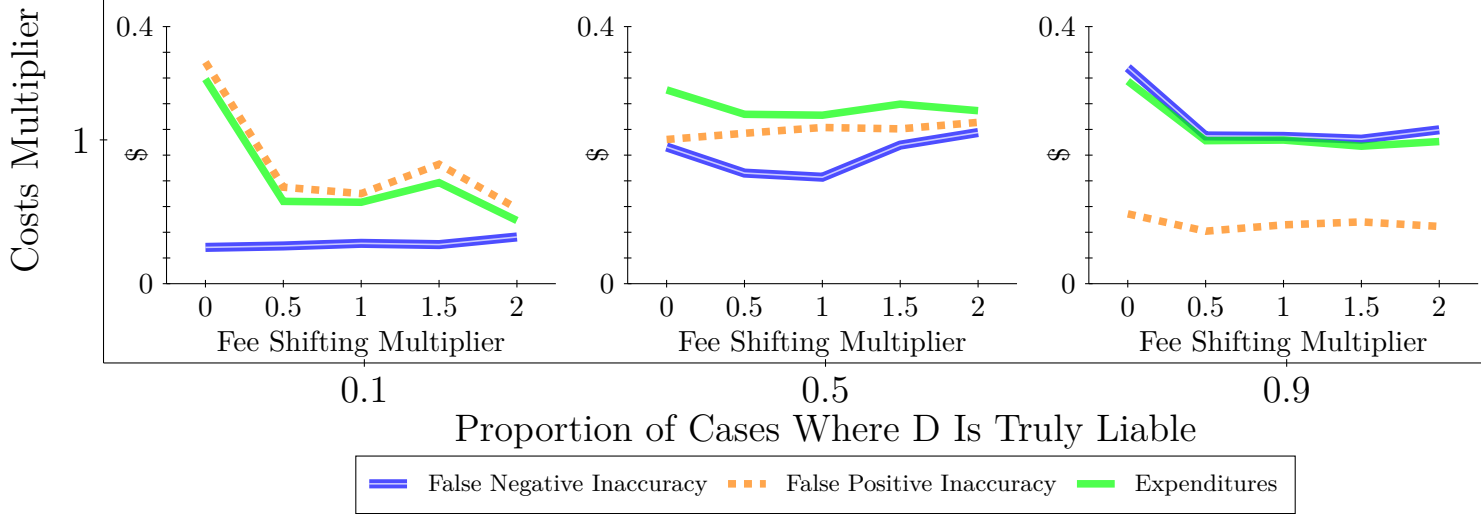 Costs Multiplier
1
0.4
$
0
0 0.5 1 1.5 2
Fee Shifting Multiplier
0.4
$
0
0 0.5 1 1.5 2
Fee Shifting Multiplier
0.4
$
0
0 0.5 1 1.5 2
Fee Shifting Multiplier
0.1 0.5 0.9
Proportion of Cases Where D Is Truly Liable
False Negative Inaccuracy False Positive Inaccuracy Expenditures